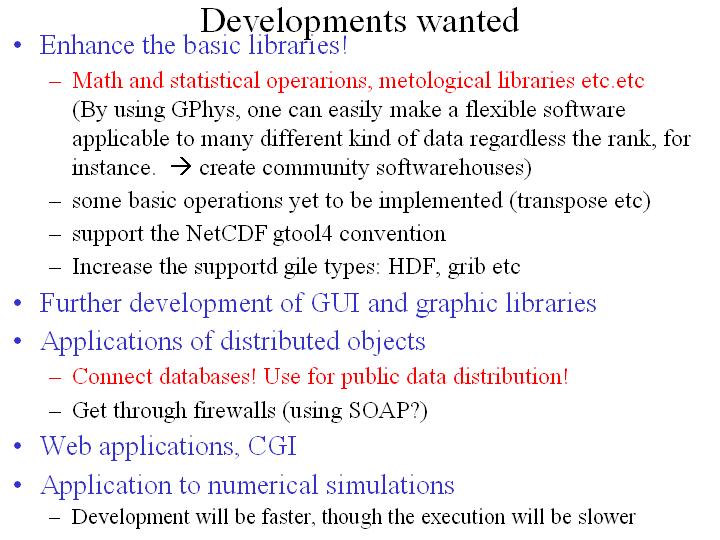 Developments wanted
• Enhance the basic libraries!
– Math and statistical operarions, metological libraries etc.etc
(By using GPhys, one can easily make a flexible software
applicable to many different kind of data regardless the rank, for
instance. → create community softwarehouses)
– some basic operations yet to be implemented (transpose etc)
– support the NetCDF gtool4 convention
– Increase the supportd gile types: HDF, grib etc
• Further development of GUI and graphic libraries
• Applications of distributed objects
– Connect databases! Use for public data distribution!
– Get through firewalls (using SOAP?)
• Web applications, CGI
• Application to numerical simulations
– Development will be faster, though the execution will be slower